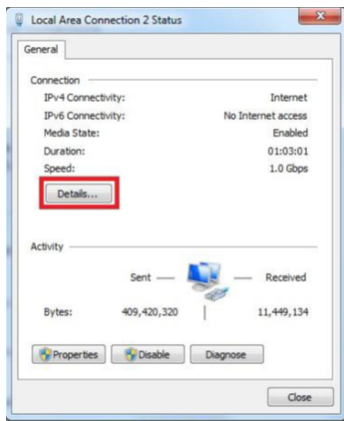 Local Area Connection 2 Status
General
Connection
IPv4 Connectivity: Internet
IPv6 Connectivity: No Internet access
Media State: Enabled
Duration: 01:03:01
Speed: 1.0 Gbps
Details...
Activity
Sent Received
Bytes: 409,420,320 11,449,134
Properties Disable Diagnose
Close